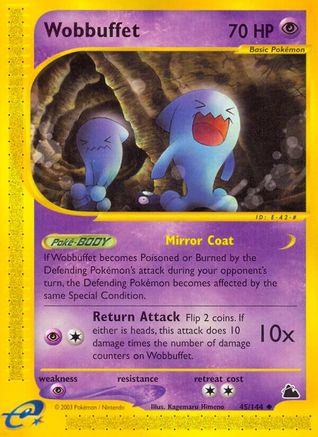 Wobbuffet 70 HP
Basic Pokémon
ID: E-42-#
Poké-BODY Mirror Coat
If Wobbuffet becomes Poisoned or Burned by the
Defending Pokémon's attack during your opponent's
turn, the Defending Pokémon becomes affected by the
same Special Condition.
Return Attack Flip 2 coins. If
either is heads, this attack does 10
damage times the number of damage
counters on Wobbuffet.
10x
weakness resistance retreat cost
©2003 Pokémon / Nintendo Illus. Kagemaru Himeno 45/144
e